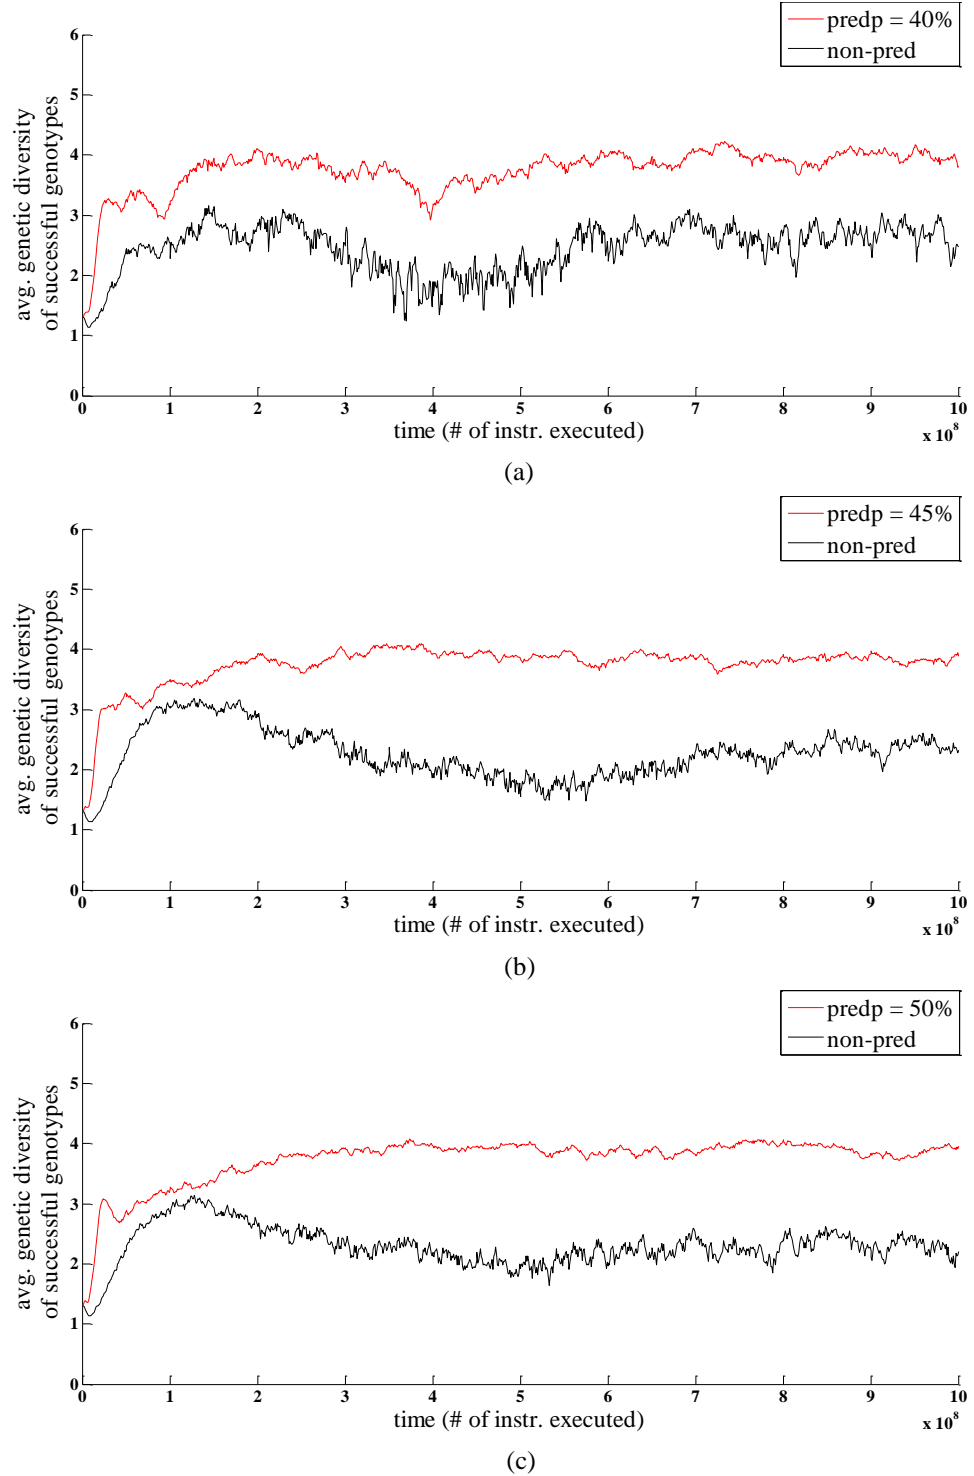 predp = 40%
non-pred
6
5
4
3
2
1
0
avg. genetic diversity
of successful genotypes
0 1 2 3 4 5 6 7 8 9 10
x 10^8
time (# of instr. executed)
(a)
predp = 45%
non-pred
6
5
4
3
2
1
0
avg. genetic diversity
of successful genotypes
0 1 2 3 4 5 6 7 8 9 10
x 10^8
time (# of instr. executed)
(b)
predp = 50%
non-pred
6
5
4
3
2
1
0
avg. genetic diversity
of successful genotypes
0 1 2 3 4 5 6 7 8 9 10
x 10^8
time (# of instr. executed)
(c)